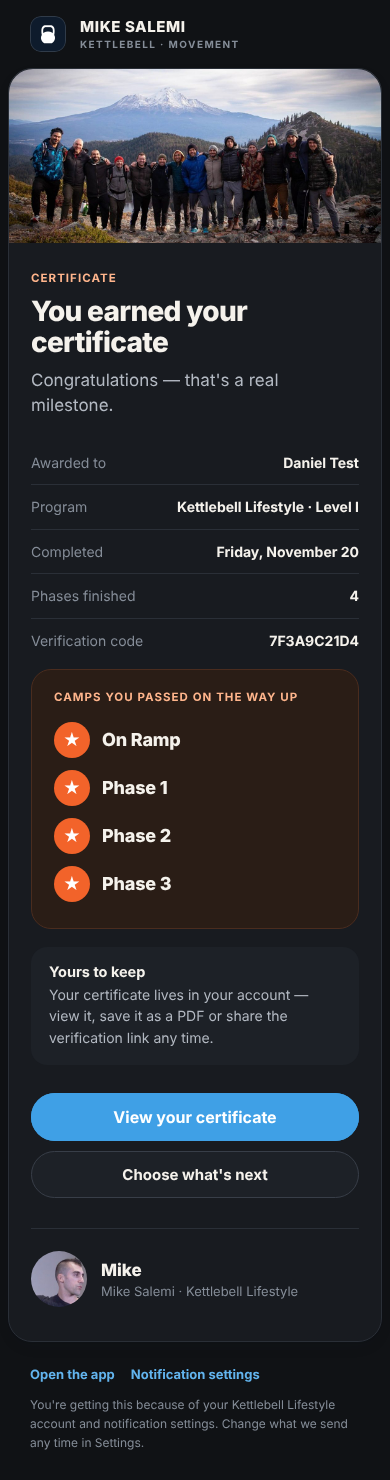 MIKE SALEMI
KETTLEBELL · MOVEMENT
CERTIFICATE
You earned your
certificate
Congratulations — that's a real
milestone.
Awarded to Daniel Test
Program Kettlebell Lifestyle · Level I
Completed Friday, November 20
Phases finished 4
Verification code 7F3A9C21D4
CAMPS YOU PASSED ON THE WAY UP
On Ramp
Phase 1
Phase 2
Phase 3
Yours to keep
Your certificate lives in your account —
view it, save it as a PDF or share the
verification link any time.
View your certificate
Choose what's next
Mike
Mike Salemi · Kettlebell Lifestyle
Open the app Notification settings
You're getting this because of your Kettlebell Lifestyle
account and notification settings. Change what we send
any time in Settings.